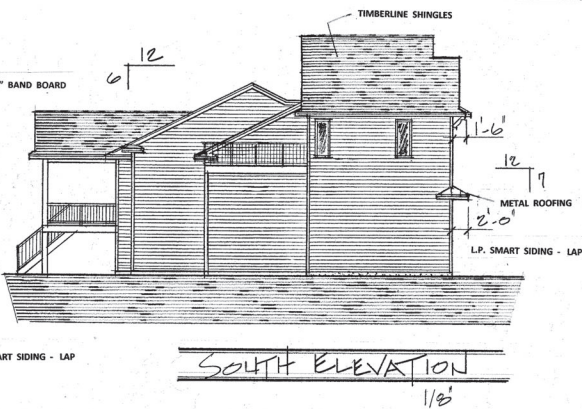 TIMBERLINE SHINGLES
12
6
" BAND BOARD
1'-6"
12
7
METAL ROOFING
2'-0"
L.P. SMART SIDING - LAP
ART SIDING - LAP
SOUTH ELEVATION
1/8"